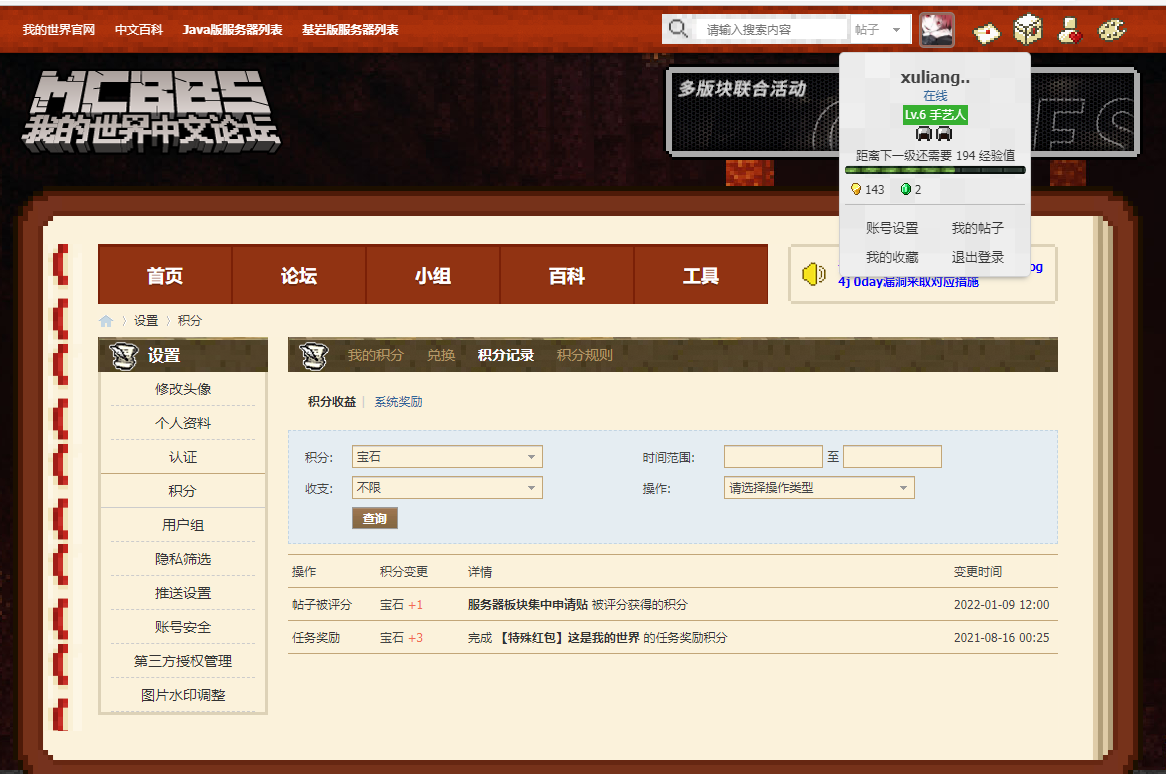 我的世界官网 中文百科 Java版服务器列表 基岩版服务器列表 请输入搜索内容 帖子
MCBBS
我的世界中文论坛
多版块联合活动
xuliang..
在线
Lv.6 手艺人
距离下一级还需要 194 经验值
143 2
账号设置 我的帖子
我的收藏 退出登录
og
4j 0day漏洞采取对应措施
首页 论坛 小组 百科 工具
设置 积分
设置
修改头像
个人资料
认证
积分
用户组
隐私筛选
推送设置
账号安全
第三方授权管理
图片水印调整
我的积分 兑换 积分记录 积分规则
积分收益 系统奖励
积分: 宝石 时间范围: 至
收支: 不限 操作: 请选择操作类型
查询
操作 积分变更 详情 变更时间
帖子被评分 宝石 +1 服务器板块集中申请贴 被评分获得的积分 2022-01-09 12:00
任务奖励 宝石 +3 完成 【特殊红包】这是我的世界 的任务奖励积分 2021-08-16 00:25